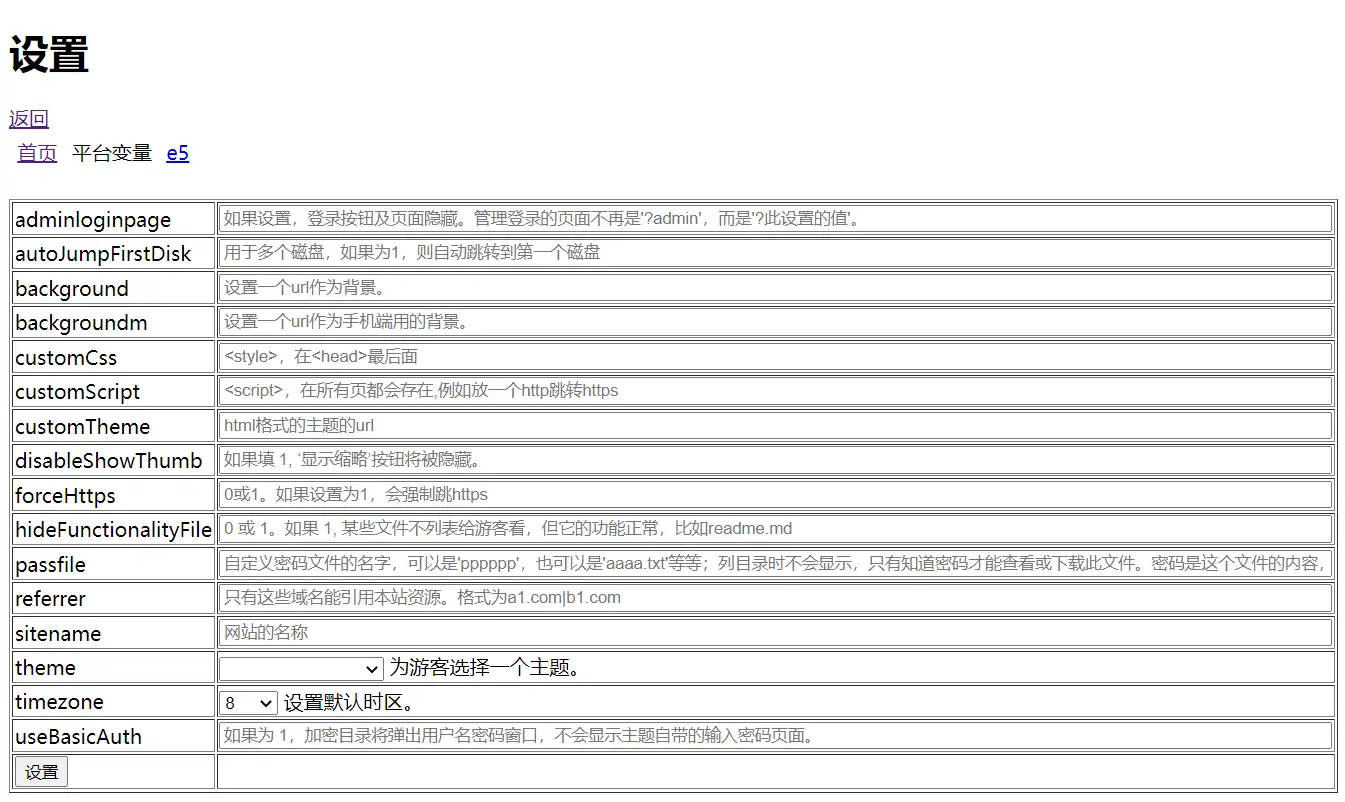 设置
返回
首页 平台变量 e5
adminloginpage 如果设置，登录按钮及页面隐藏。管理登录的页面不再是'?admin'，而是'?此设置的值'。
autoJumpFirstDisk 用于多个磁盘，如果为1，则自动跳转到第一个磁盘
background 设置一个url作为背景。
backgroundm 设置一个url作为手机端用的背景。
customCss <style>，在<head>最后面
customScript <script>，在所有页都会存在,例如放一个http跳转https
customTheme html格式的主题的url
disableShowThumb 如果填 1, ‘显示缩略’按钮将被隐藏。
forceHttps 0或1。如果设置为1，会强制跳https
hideFunctionalityFile 0 或 1。如果 1, 某些文件不列表给游客看，但它的功能正常，比如readme.md
passfile 自定义密码文件的名字，可以是'pppppp'，也可以是'aaaa.txt'等等；列目录时不会显示，只有知道密码才能查看或下载此文件。密码是这个文件的内容，
referrer 只有这些域名能引用本站资源。格式为a1.com|b1.com
sitename 网站的名称
theme 为游客选择一个主题。
timezone 8 设置默认时区。
useBasicAuth 如果为 1，加密目录将弹出用户名密码窗口，不会显示主题自带的输入密码页面。
设置